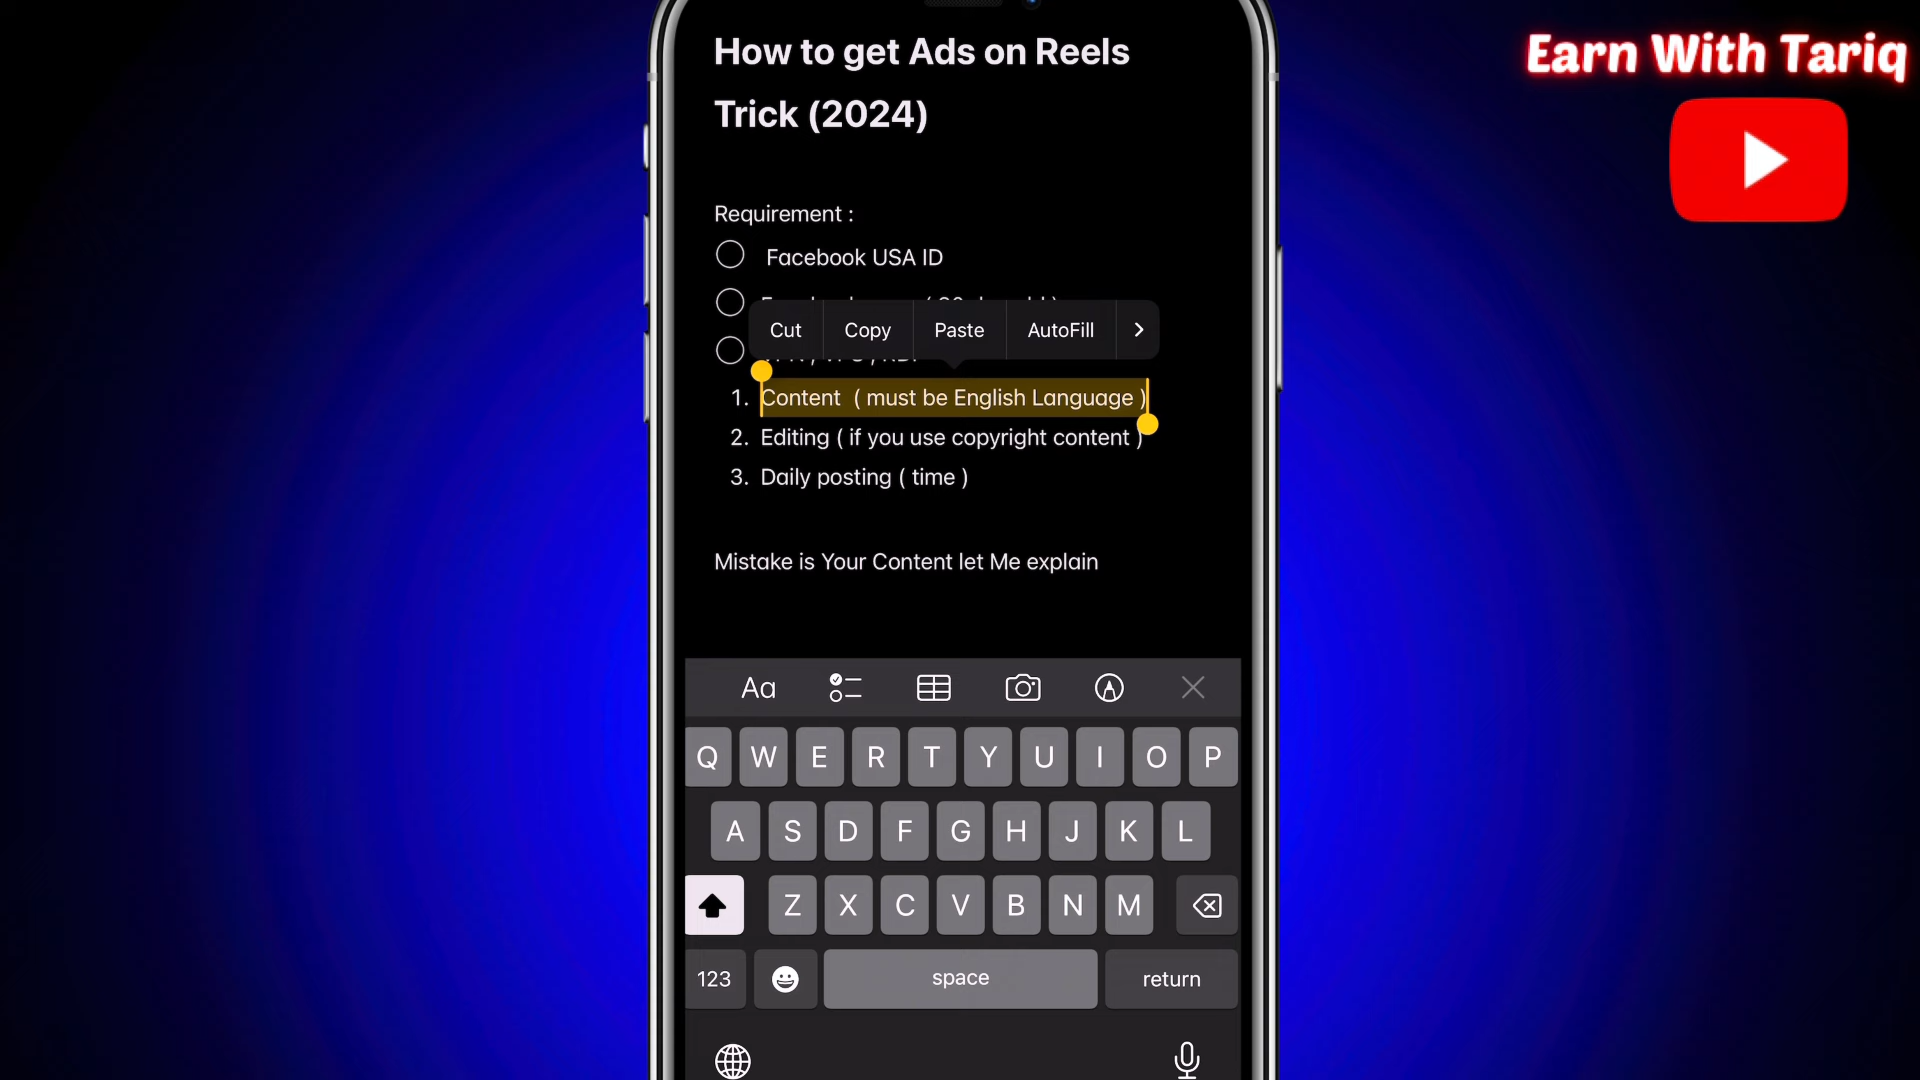 How to get Ads on Reels
Trick (2024)
Earn With Tariq
Requirement :
Facebook USA ID
Cut Copy Paste AutoFill
1. Content ( must be English Language )
2. Editing ( if you use copyright content )
3. Daily posting ( time )
Mistake is Your Content let Me explain
Aa
Q W E R T Y U I O P
A S D F G H J K L
Z X C V B N M
123 space return